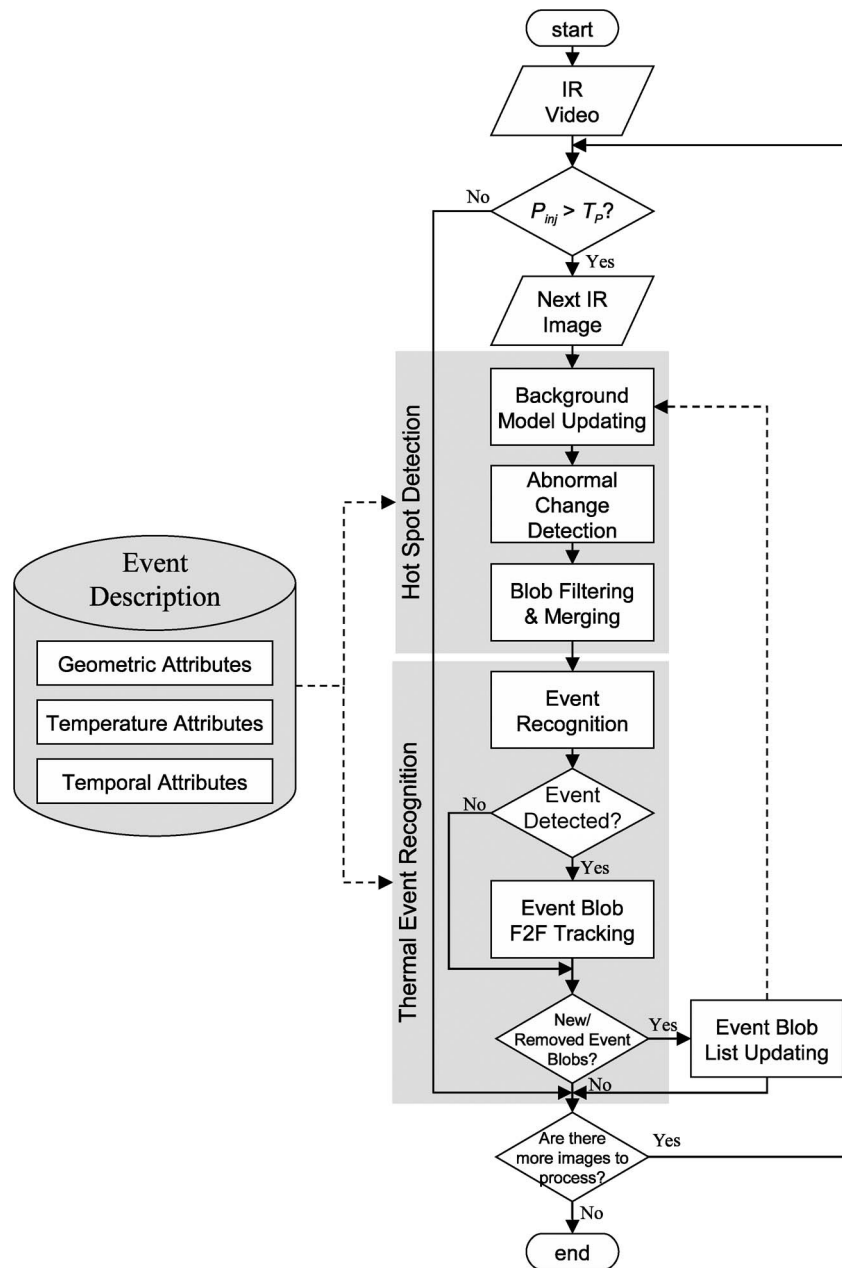 start
IR
Video
No
P_inj > T_P?
Yes
Next IR
Image
Hot Spot Detection
Background
Model Updating
Abnormal
Change
Detection
Blob Filtering
& Merging
Event
Description
Geometric Attributes
Temperature Attributes
Temporal Attributes
Thermal Event Recognition
Event
Recognition
No
Event
Detected?
Yes
Event Blob
F2F Tracking
New/
Removed Event
Blobs?
Yes
Event Blob
List Updating
No
Are there
more images to
process?
Yes
No
end